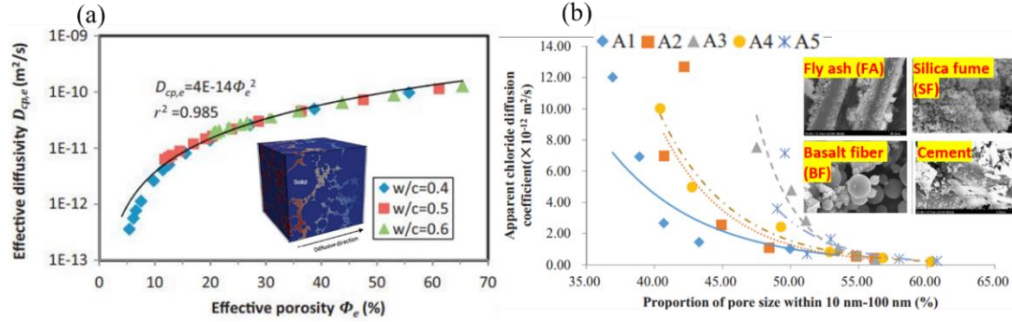 (a)
1E-09
1E-10
1E-11
1E-12
1E-13
Effective diffusivity D_cp,e (m²/s)
D_cp,e=4E-14Φ_e²
r²=0.985
Solid
Diffusive direction
w/c=0.4
w/c=0.5
w/c=0.6
0 10 20 30 40 50 60 70
Effective porosity Φ_e (%)
(b)
A1 A2 A3 A4 A5
14.00
12.00
10.00
8.00
6.00
4.00
2.00
0.00
Apparent chloride diffusion
coefficient(×10⁻¹² m²/s)
Fly ash (FA)
Silica fume
(SF)
Basalt fiber
(BF)
Cement
35.00 40.00 45.00 50.00 55.00 60.00 65.00
Proportion of pore size within 10 nm-100 nm (%)